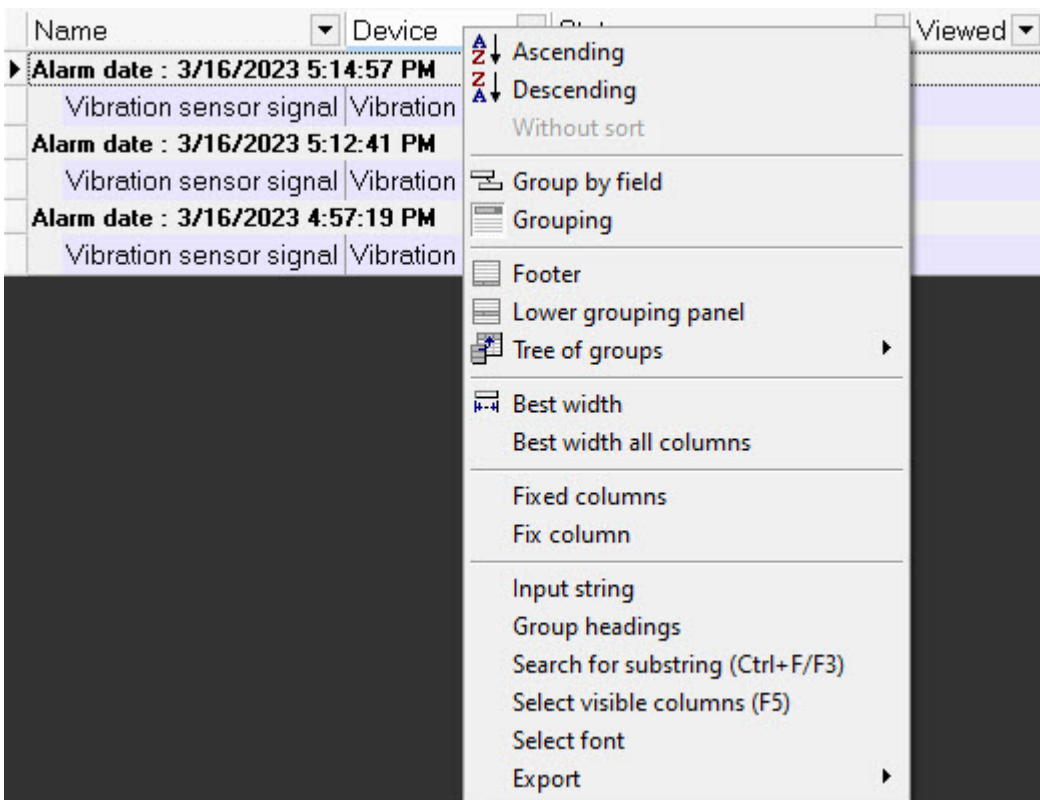 Name Device Viewed
Alarm date : 3/16/2023 5:14:57 PM
Vibration sensor signal Vibration
Alarm date : 3/16/2023 5:12:41 PM
Vibration sensor signal Vibration
Alarm date : 3/16/2023 4:57:19 PM
Vibration sensor signal Vibration
Ascending
Descending
Without sort
Group by field
Grouping
Footer
Lower grouping panel
Tree of groups
Best width
Best width all columns
Fixed columns
Fix column
Input string
Group headings
Search for substring (Ctrl+F/F3)
Select visible columns (F5)
Select font
Export